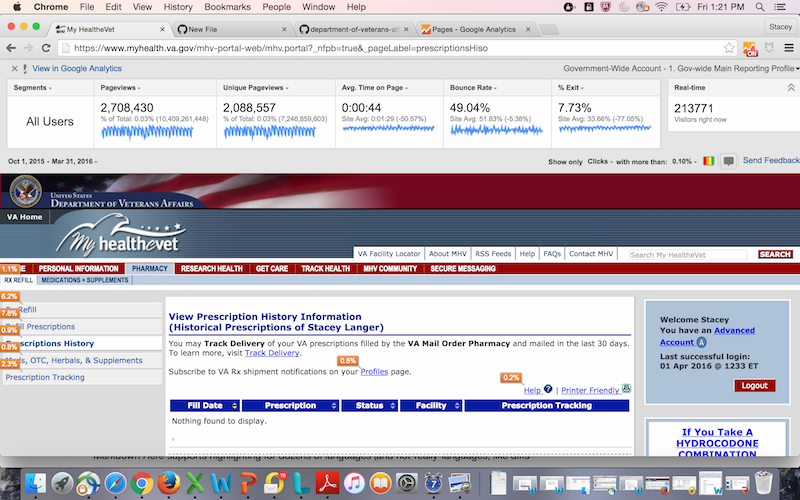 Chrome File Edit View History Bookmarks People Window Help Fri 1:21 PM
My HealtheVet New File department-of-veterans-aff Pages - Google Analytics Stacey
https://www.myhealth.va.gov/mhv-portal-web/mhv.portal?_nfpb=true&_pageLabel=prescriptionsHiso
View in Google Analytics Government-Wide Account - 1. Gov-wide Main Reporting Profile
Segments Pageviews Unique Pageviews Avg. Time on Page Bounce Rate % Exit Real-time
All Users
2,708,430 2,088,557 0:00:44 49.04% 7.73% 213771
% of Total: 0.03% (10,409,261,448) % of Total: 0.03% (7,246,859,603) Site Avg: 0:01:29 (-50.57%) Site Avg: 51.83% (-5.38%) Site Avg: 33.66% (-77.05%) Visitors right now
Oct 1, 2015 - Mar 31, 2016 Show only Clicks with more than: 0.10% Send Feedback
UNITED STATES
DEPARTMENT OF VETERANS AFFAIRS
VA Home
My healthevet
VA Facility Locator About MHV RSS Feeds Help FAQs Contact MHV Search My HealtheVet SEARCH
1.1% PERSONAL INFORMATION PHARMACY RESEARCH HEALTH GET CARE TRACK HEALTH MHV COMMUNITY SECURE MESSAGING
RX REFILL MEDICATIONS + SUPPLEMENTS
6.2%
Refill
7.8%
Prescriptions
0.9%
Prescriptions History
0.8%
OTC, Herbals, & Supplements
2.3%
Prescription Tracking
View Prescription History Information
(Historical Prescriptions of Stacey Langer)
You may Track Delivery of your VA prescriptions filled by the VA Mail Order Pharmacy and mailed in the last 30 days.
To learn more, visit Track Delivery.
0.5%
Subscribe to VA Rx shipment notifications on your Profiles page.
0.2%
Help | Printer Friendly
Fill Date Prescription Status Facility Prescription Tracking
Nothing found to display.
Welcome Stacey
You have an Advanced
Account A
Last successful login:
01 Apr 2016 @ 1233 ET
Logout
If You Take A
HYDROCODONE
COMBINATION